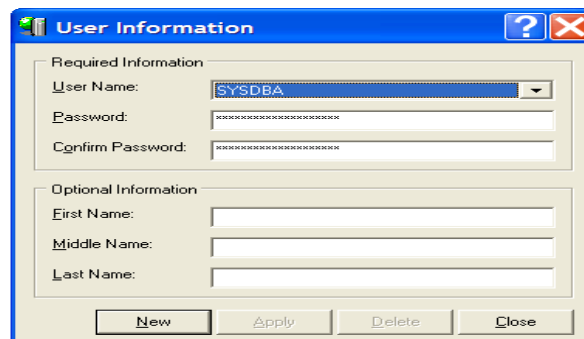 User Information
Required Information
User Name: SYSDBA
Password: ********************
Confirm Password: ********************
Optional Information
First Name:
Middle Name:
Last Name:
New Apply Delete Close